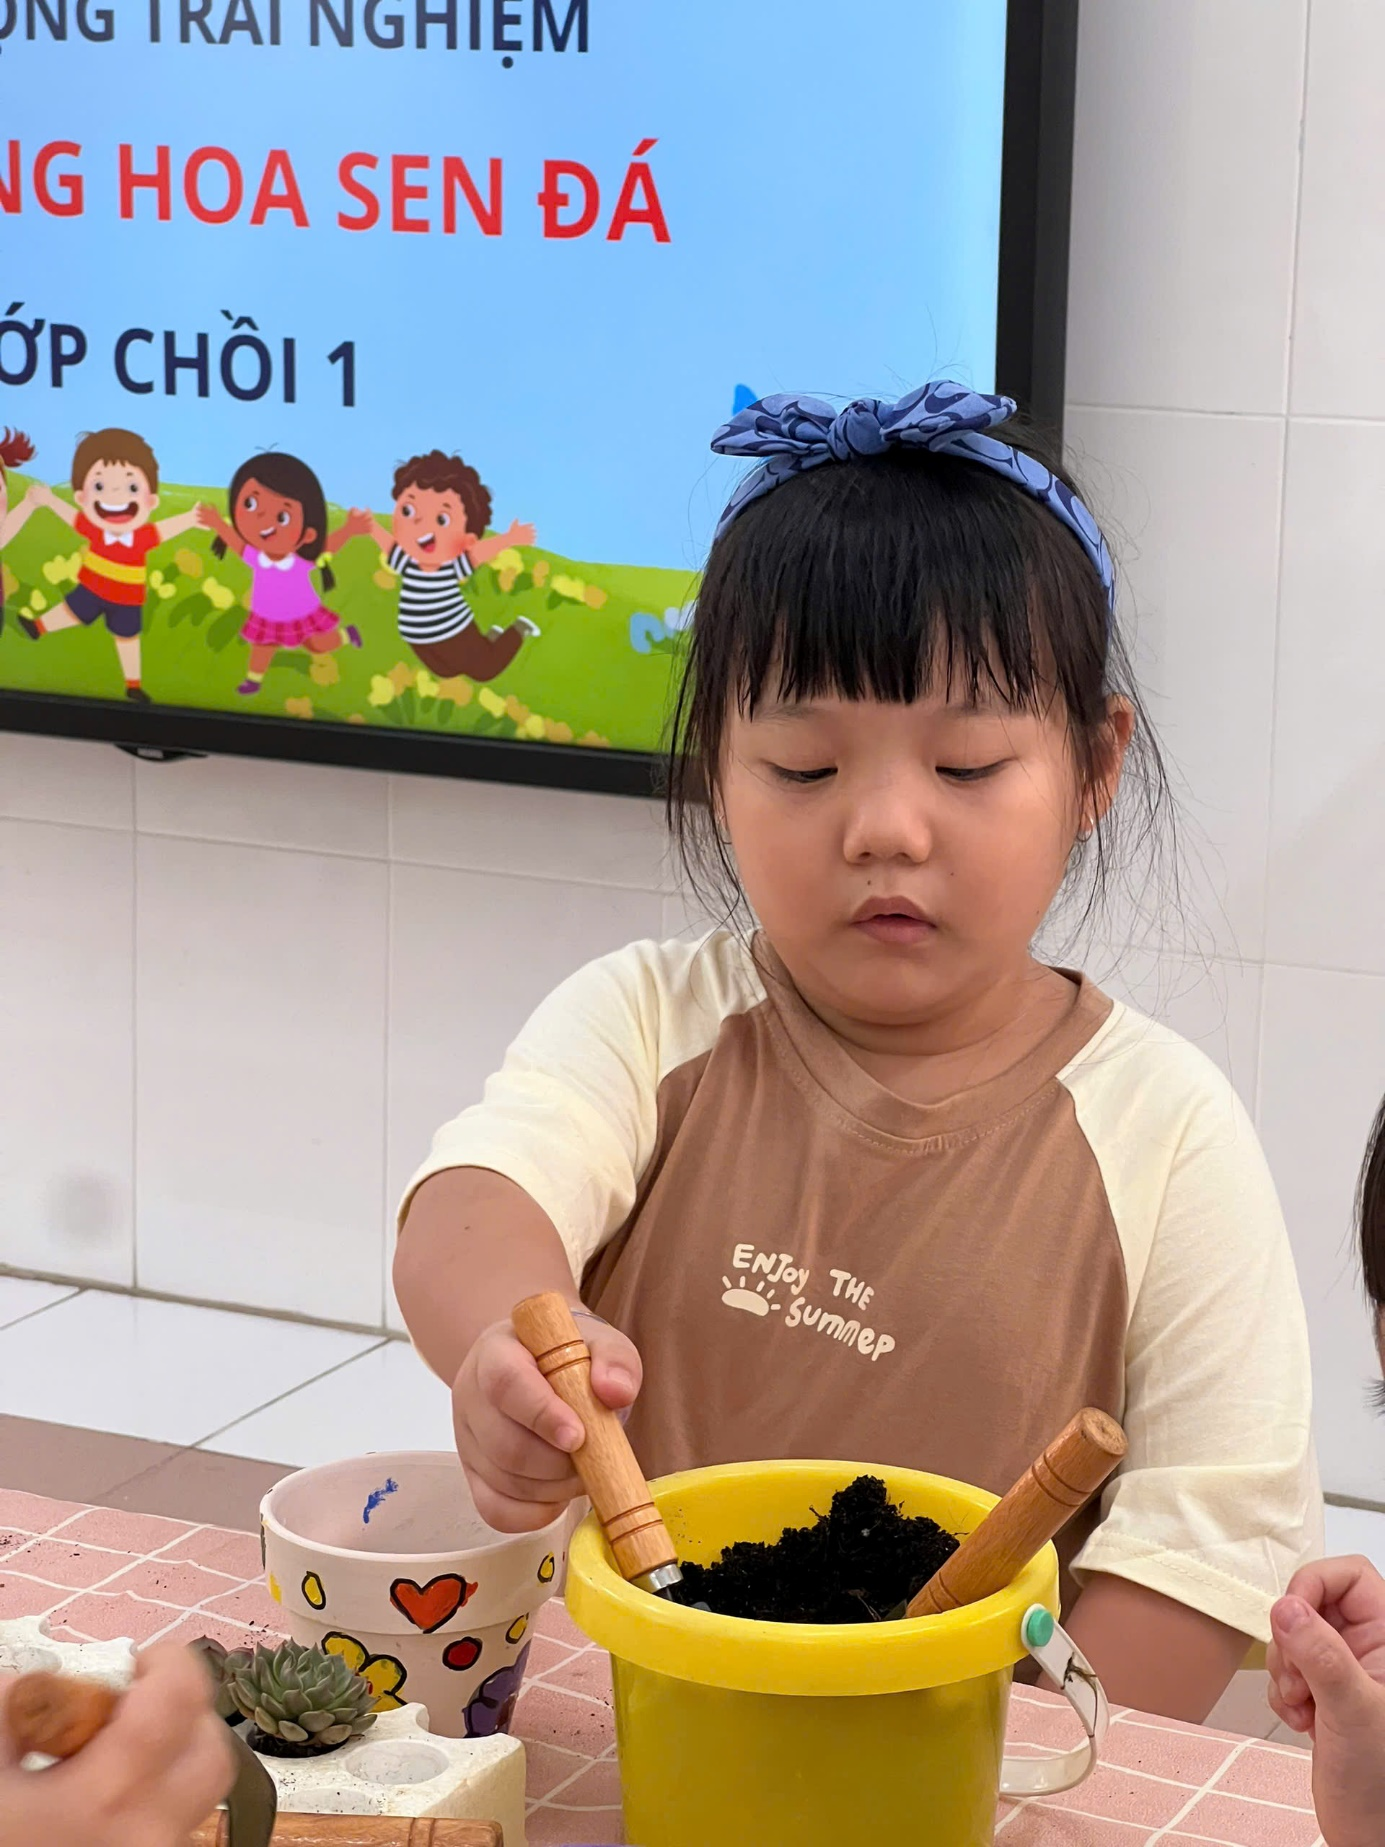 ỘNG TRẢI NGHIỆM
NG HOA SEN ĐÁ
ỚP CHỒI 1
ENJOY THE
SUMMER